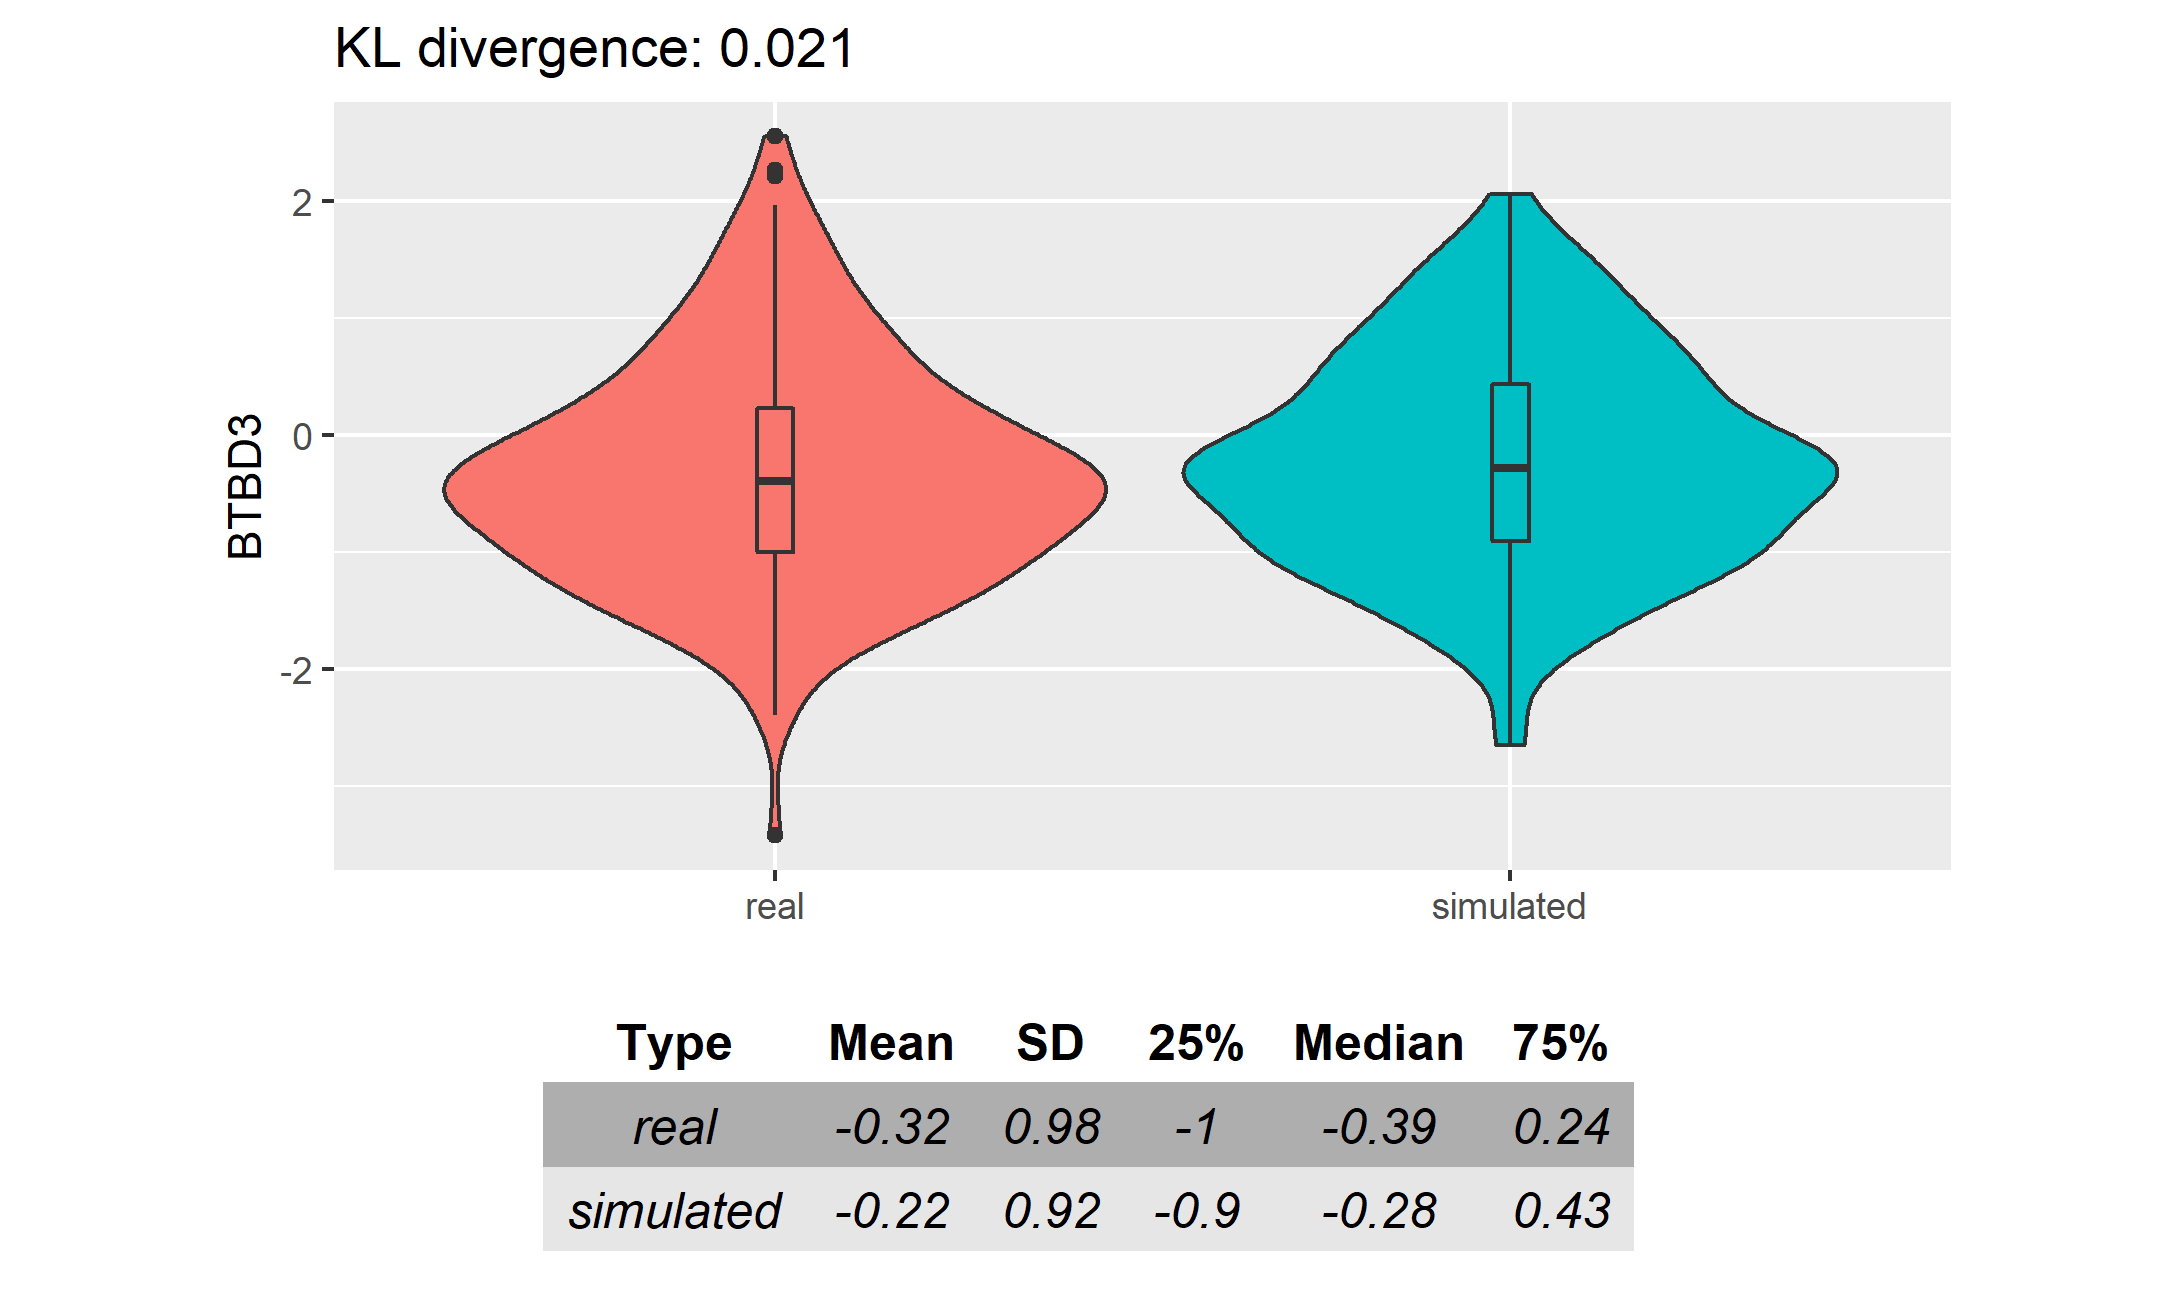 KL divergence: 0.021
BTBD3
2
0
-2
real simulated
Type Mean SD 25% Median 75%
real -0.32 0.98 -1 -0.39 0.24
simulated -0.22 0.92 -0.9 -0.28 0.43